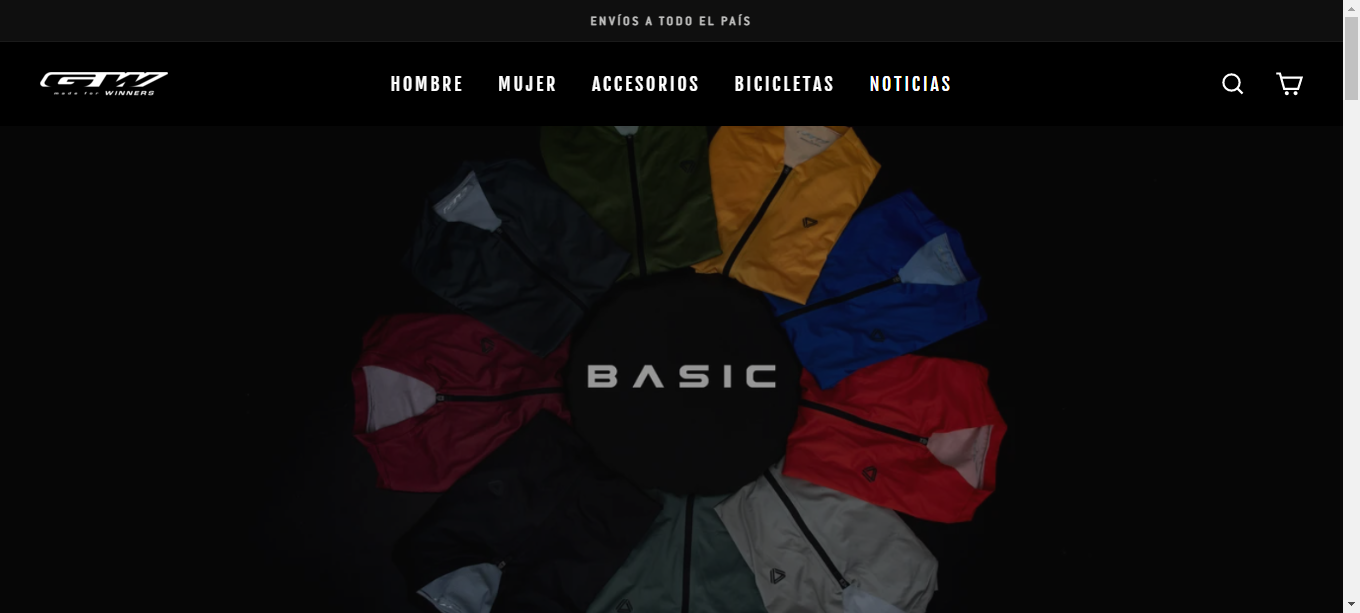 ENVÍOS A TODO EL PAÍS
GW
made for WINNERS
HOMBRE MUJER ACCESORIOS BICICLETAS NOTICIAS
BASIC